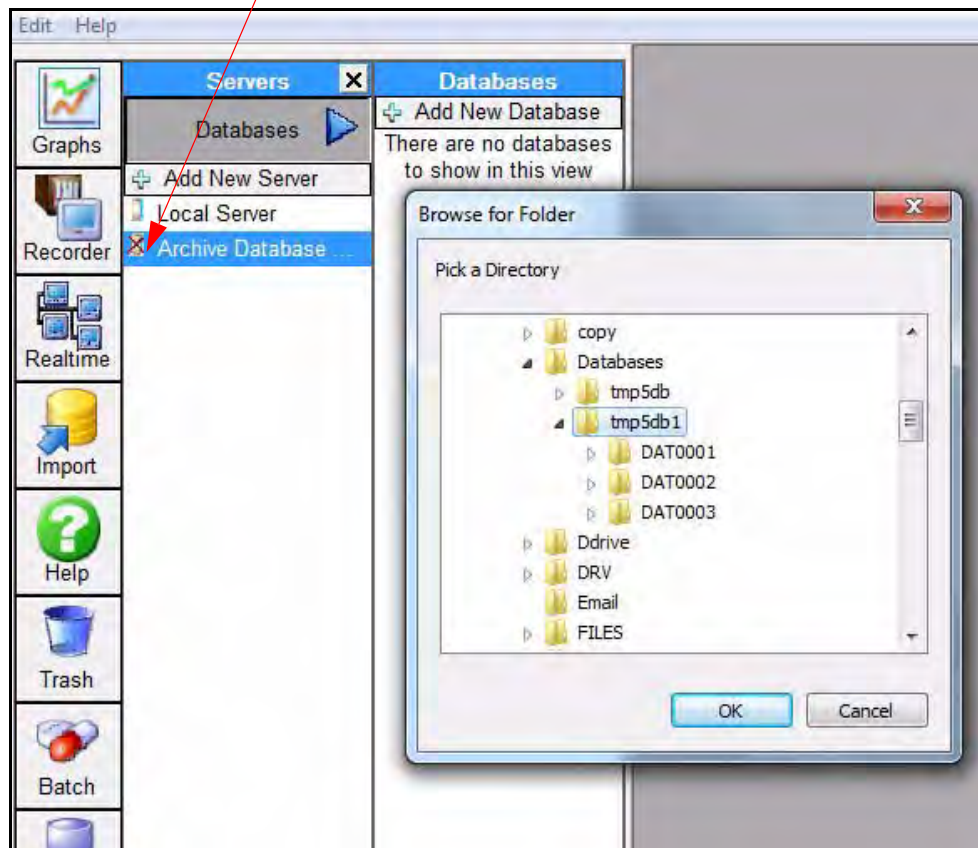 Edit Help
Graphs
Recorder
Realtime
Import
Help
Trash
Batch
Servers
Databases
Add New Server
Local Server
Archive Database ...
Databases
Add New Database
There are no databases
to show in this view
Browse for Folder
Pick a Directory
copy
Databases
tmp5db
tmp5db1
DAT0001
DAT0002
DAT0003
Ddrive
DRV
Email
FILES
OK Cancel